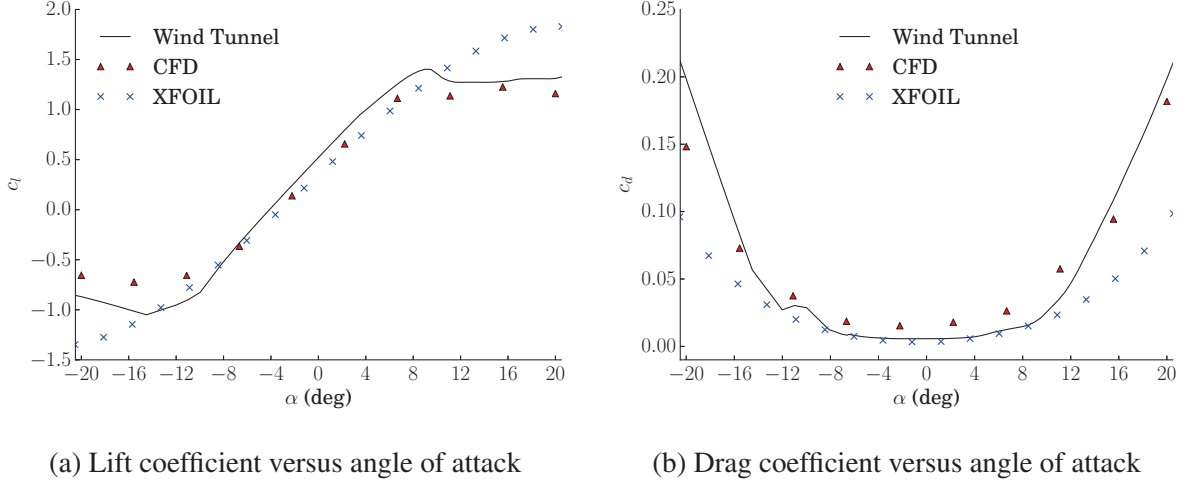 2.0
1.5
1.0
0.5
0.0
−0.5
−1.0
−1.5
c_l
Wind Tunnel
CFD
XFOIL
−20 −16 −12 −8 −4 0 4 8 12 16 20
α (deg)
(a) Lift coefficient versus angle of attack
0.25
0.20
0.15
0.10
0.05
0.00
c_d
Wind Tunnel
CFD
XFOIL
−20 −16 −12 −8 −4 0 4 8 12 16 20
α (deg)
(b) Drag coefficient versus angle of attack